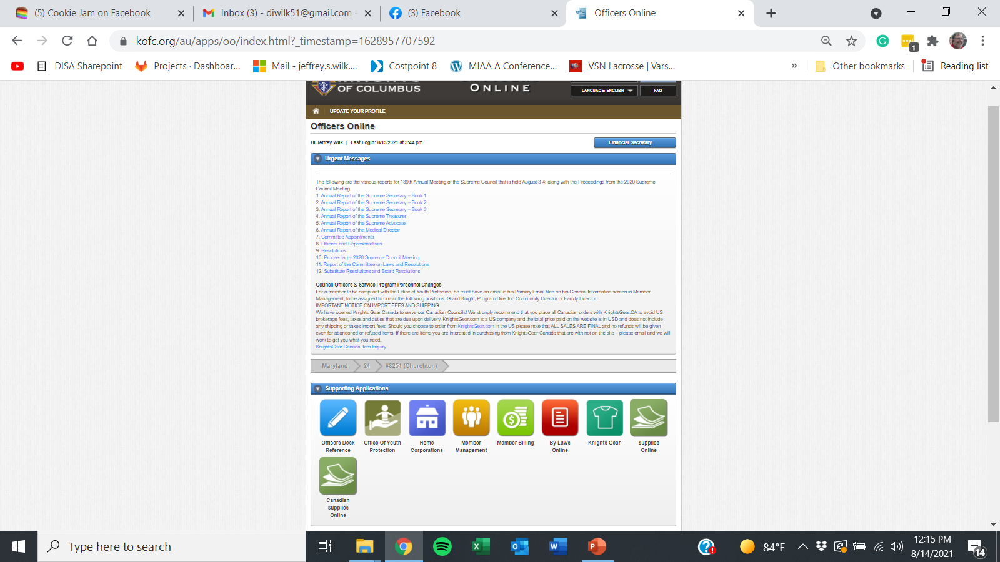 (5) Cookie Jam on Facebook
Inbox (3) - diwilk51@gmail.com -
(3) Facebook
Officers Online
kofc.org/au/apps/oo/index.html?_timestamp=1628957707592
1
DISA Sharepoint
Projects · Dashboar...
Mail - jeffrey.s.wilk....
Costpoint 8
MIAA A Conference...
VSN Lacrosse | Vars...
»
Other bookmarks
Reading list
OF COLUMBUS
ONLINE
LANGUAGE: ENGLISH
FAQ
UPDATE YOUR PROFILE
Officers Online
Hi Jeffrey Wilk | Last Login: 8/13/2021 at 3:44 pm
Financial Secretary
Urgent Messages
The following are the various reports for 139th Annual Meeting of the Supreme Council that is held August 3-4; along with the Proceedings from the 2020 Supreme
Council Meeting.
1. Annual Report of the Supreme Secretary – Book 1
2. Annual Report of the Supreme Secretary – Book 2
3. Annual Report of the Supreme Secretary – Book 3
4. Annual Report of the Supreme Treasurer
5. Annual Report of the Supreme Advocate
6. Annual Report of the Medical Director
7. Committee Appointments
8. Officers and Representatives
9. Resolutions
10. Proceeding – 2020 Supreme Council Meeting
11. Report of the Committee on Laws and Resolutions
12. Substitute Resolutions and Board Resolutions
Council Officers & Service Program Personnel Changes
For a member to be compliant with the Office of Youth Protection, he must have an email in his Primary Email filed on his General Information screen in Member
Management, to be assigned to one of the following positions: Grand Knight, Program Director, Community Director or Family Director.
IMPORTANT NOTICE ON IMPORT FEES AND SHIPPING:
We have opened Knights Gear Canada to serve our Canadian Councils! We strongly recommend that you place all Canadian orders with KnightsGear.CA to avoid US
brokerage fees, taxes and duties that are due upon delivery. KnightsGear.com is a US company and the total price paid on the website is in USD and does not include
any shipping or taxes import fees. Should you choose to order from KnightsGear.com in the US please note that ALL SALES ARE FINAL and no refunds will be given
even for abandoned or refused items. If there are items you are interested in purchasing from KnightsGear Canada that are with not on the site – please email and we will
work to get you what you need.
KnightsGear Canada Item Inquiry
Maryland
24
#8251 (Churchton)
Supporting Applications
Officers Desk
Reference
Office Of Youth
Protection
Home
Corporations
Member
Management
Member Billing
By Laws
Online
Knights Gear
Supplies
Online
Canadian
Supplies
Online
Type here to search
84°F
12:15 PM
8/14/2021
14